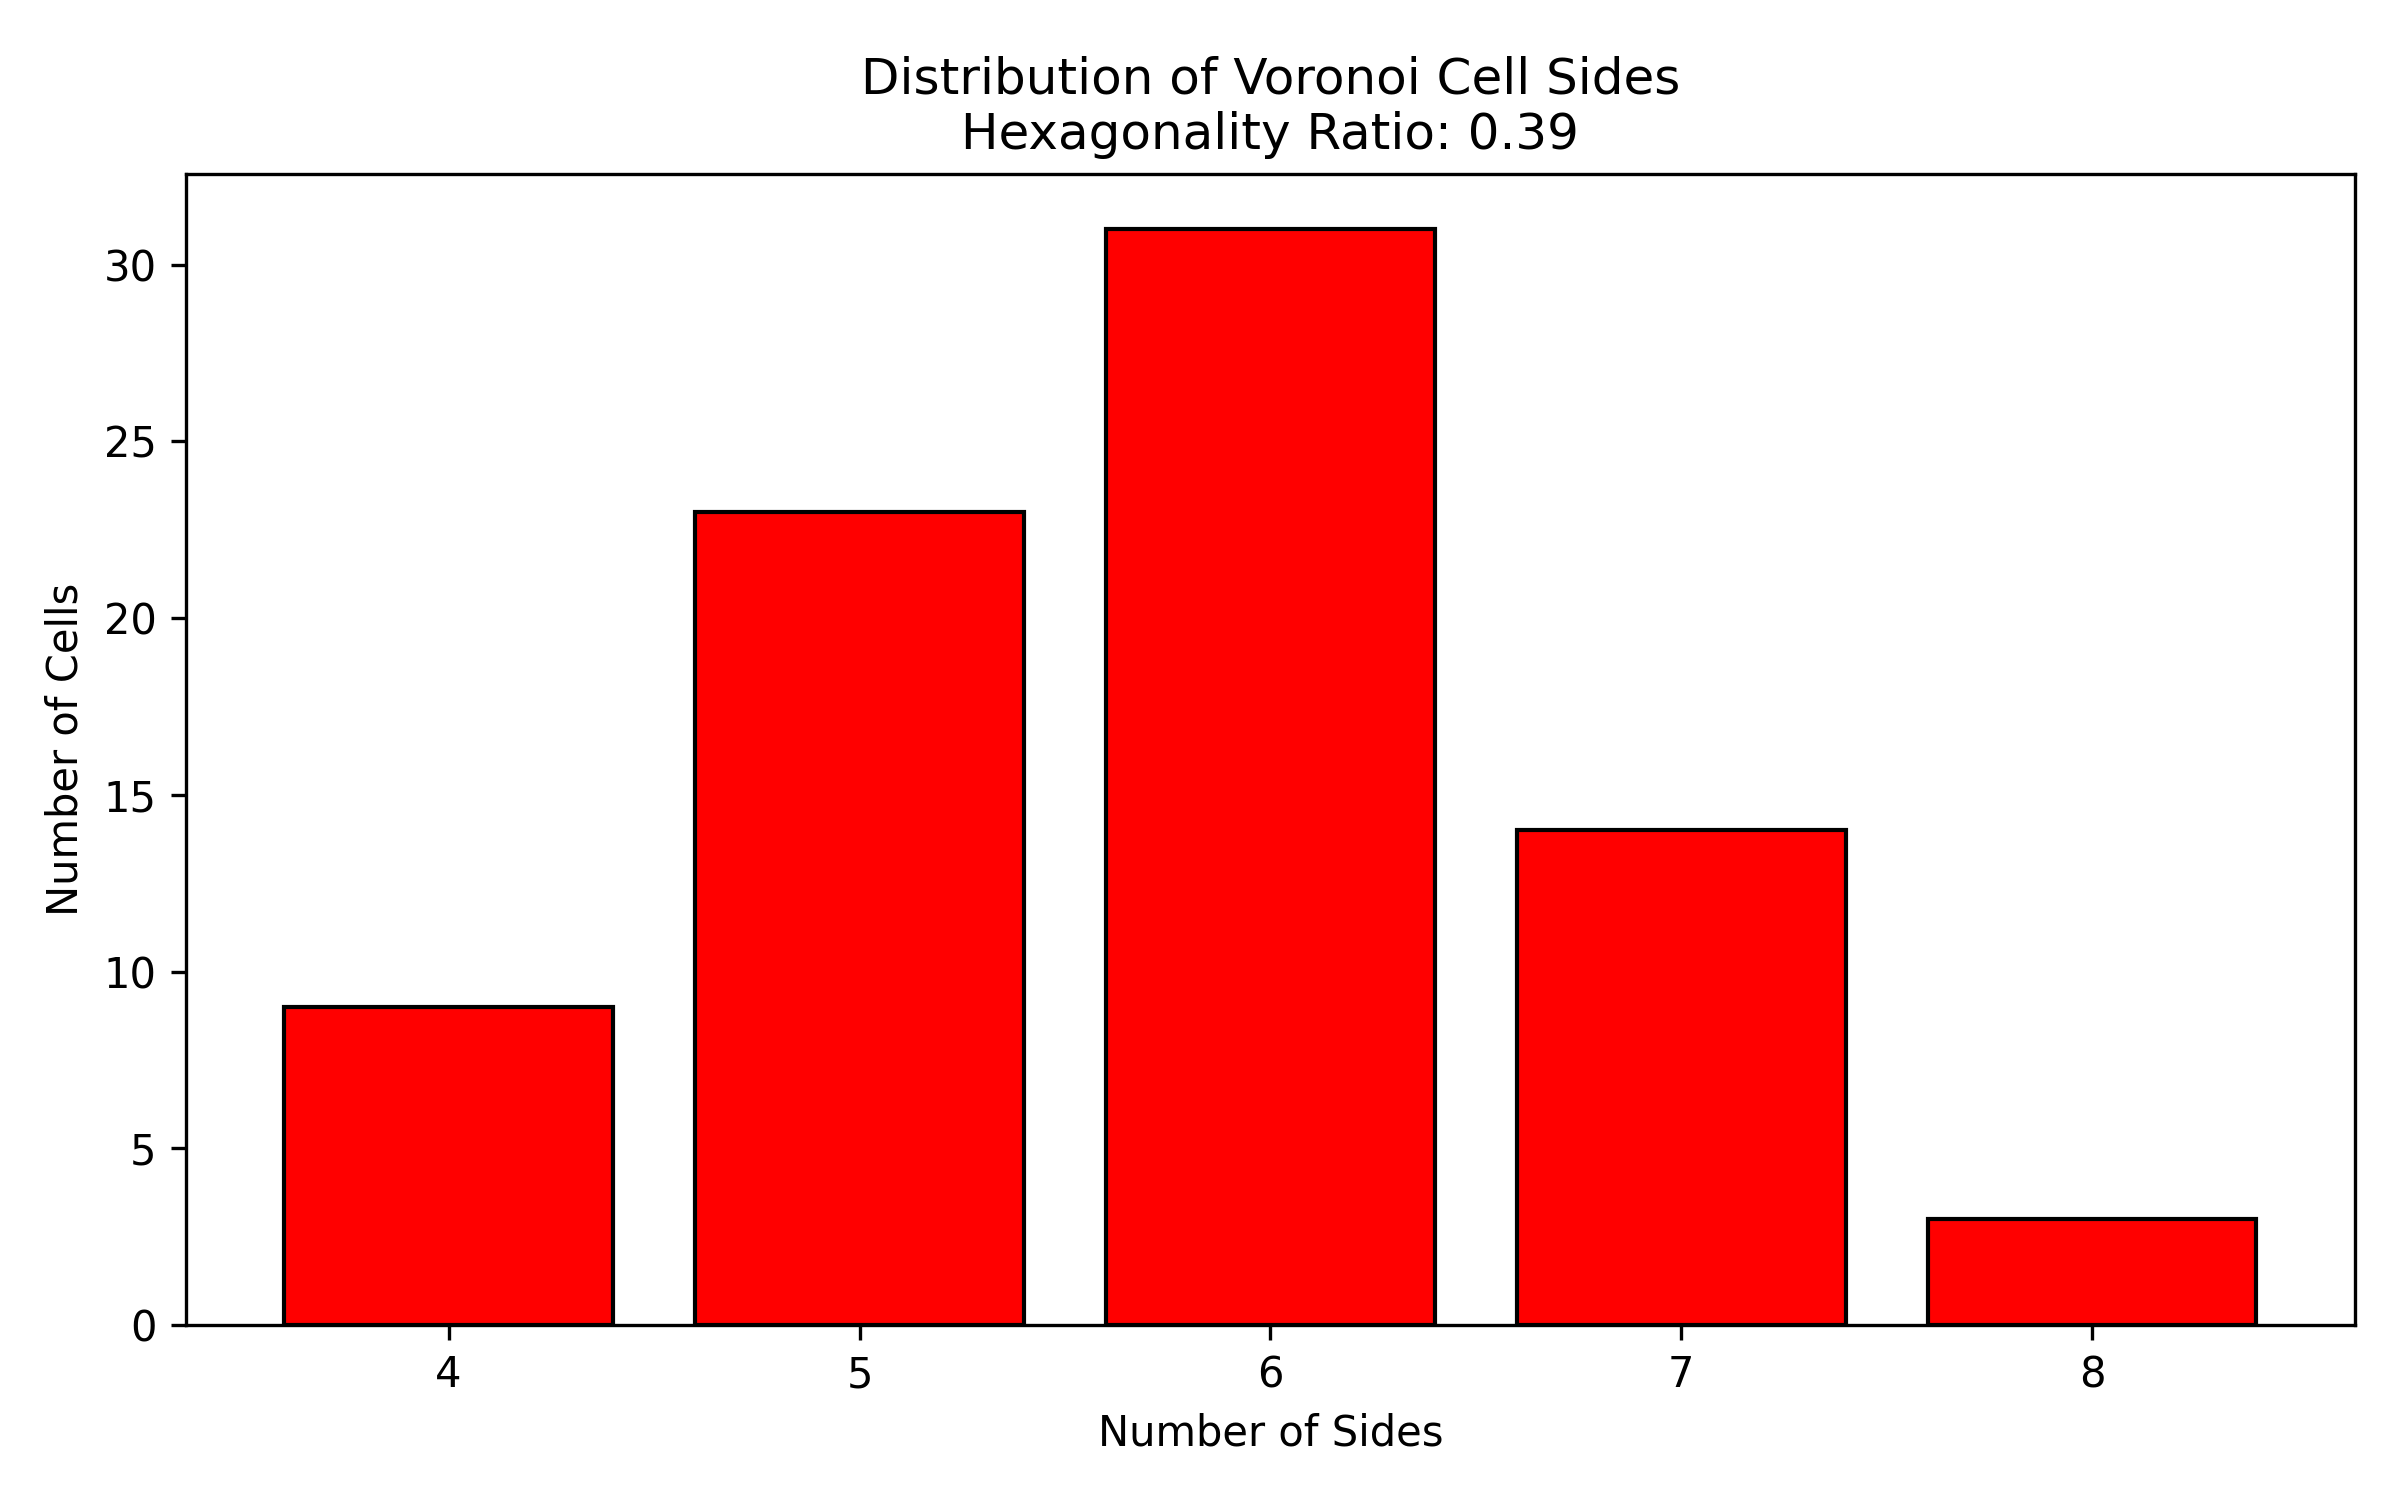 Distribution of Voronoi Cell Sides
Hexagonality Ratio: 0.39
30
25
20
15
10
5
0
Number of Cells
4 5 6 7 8
Number of Sides